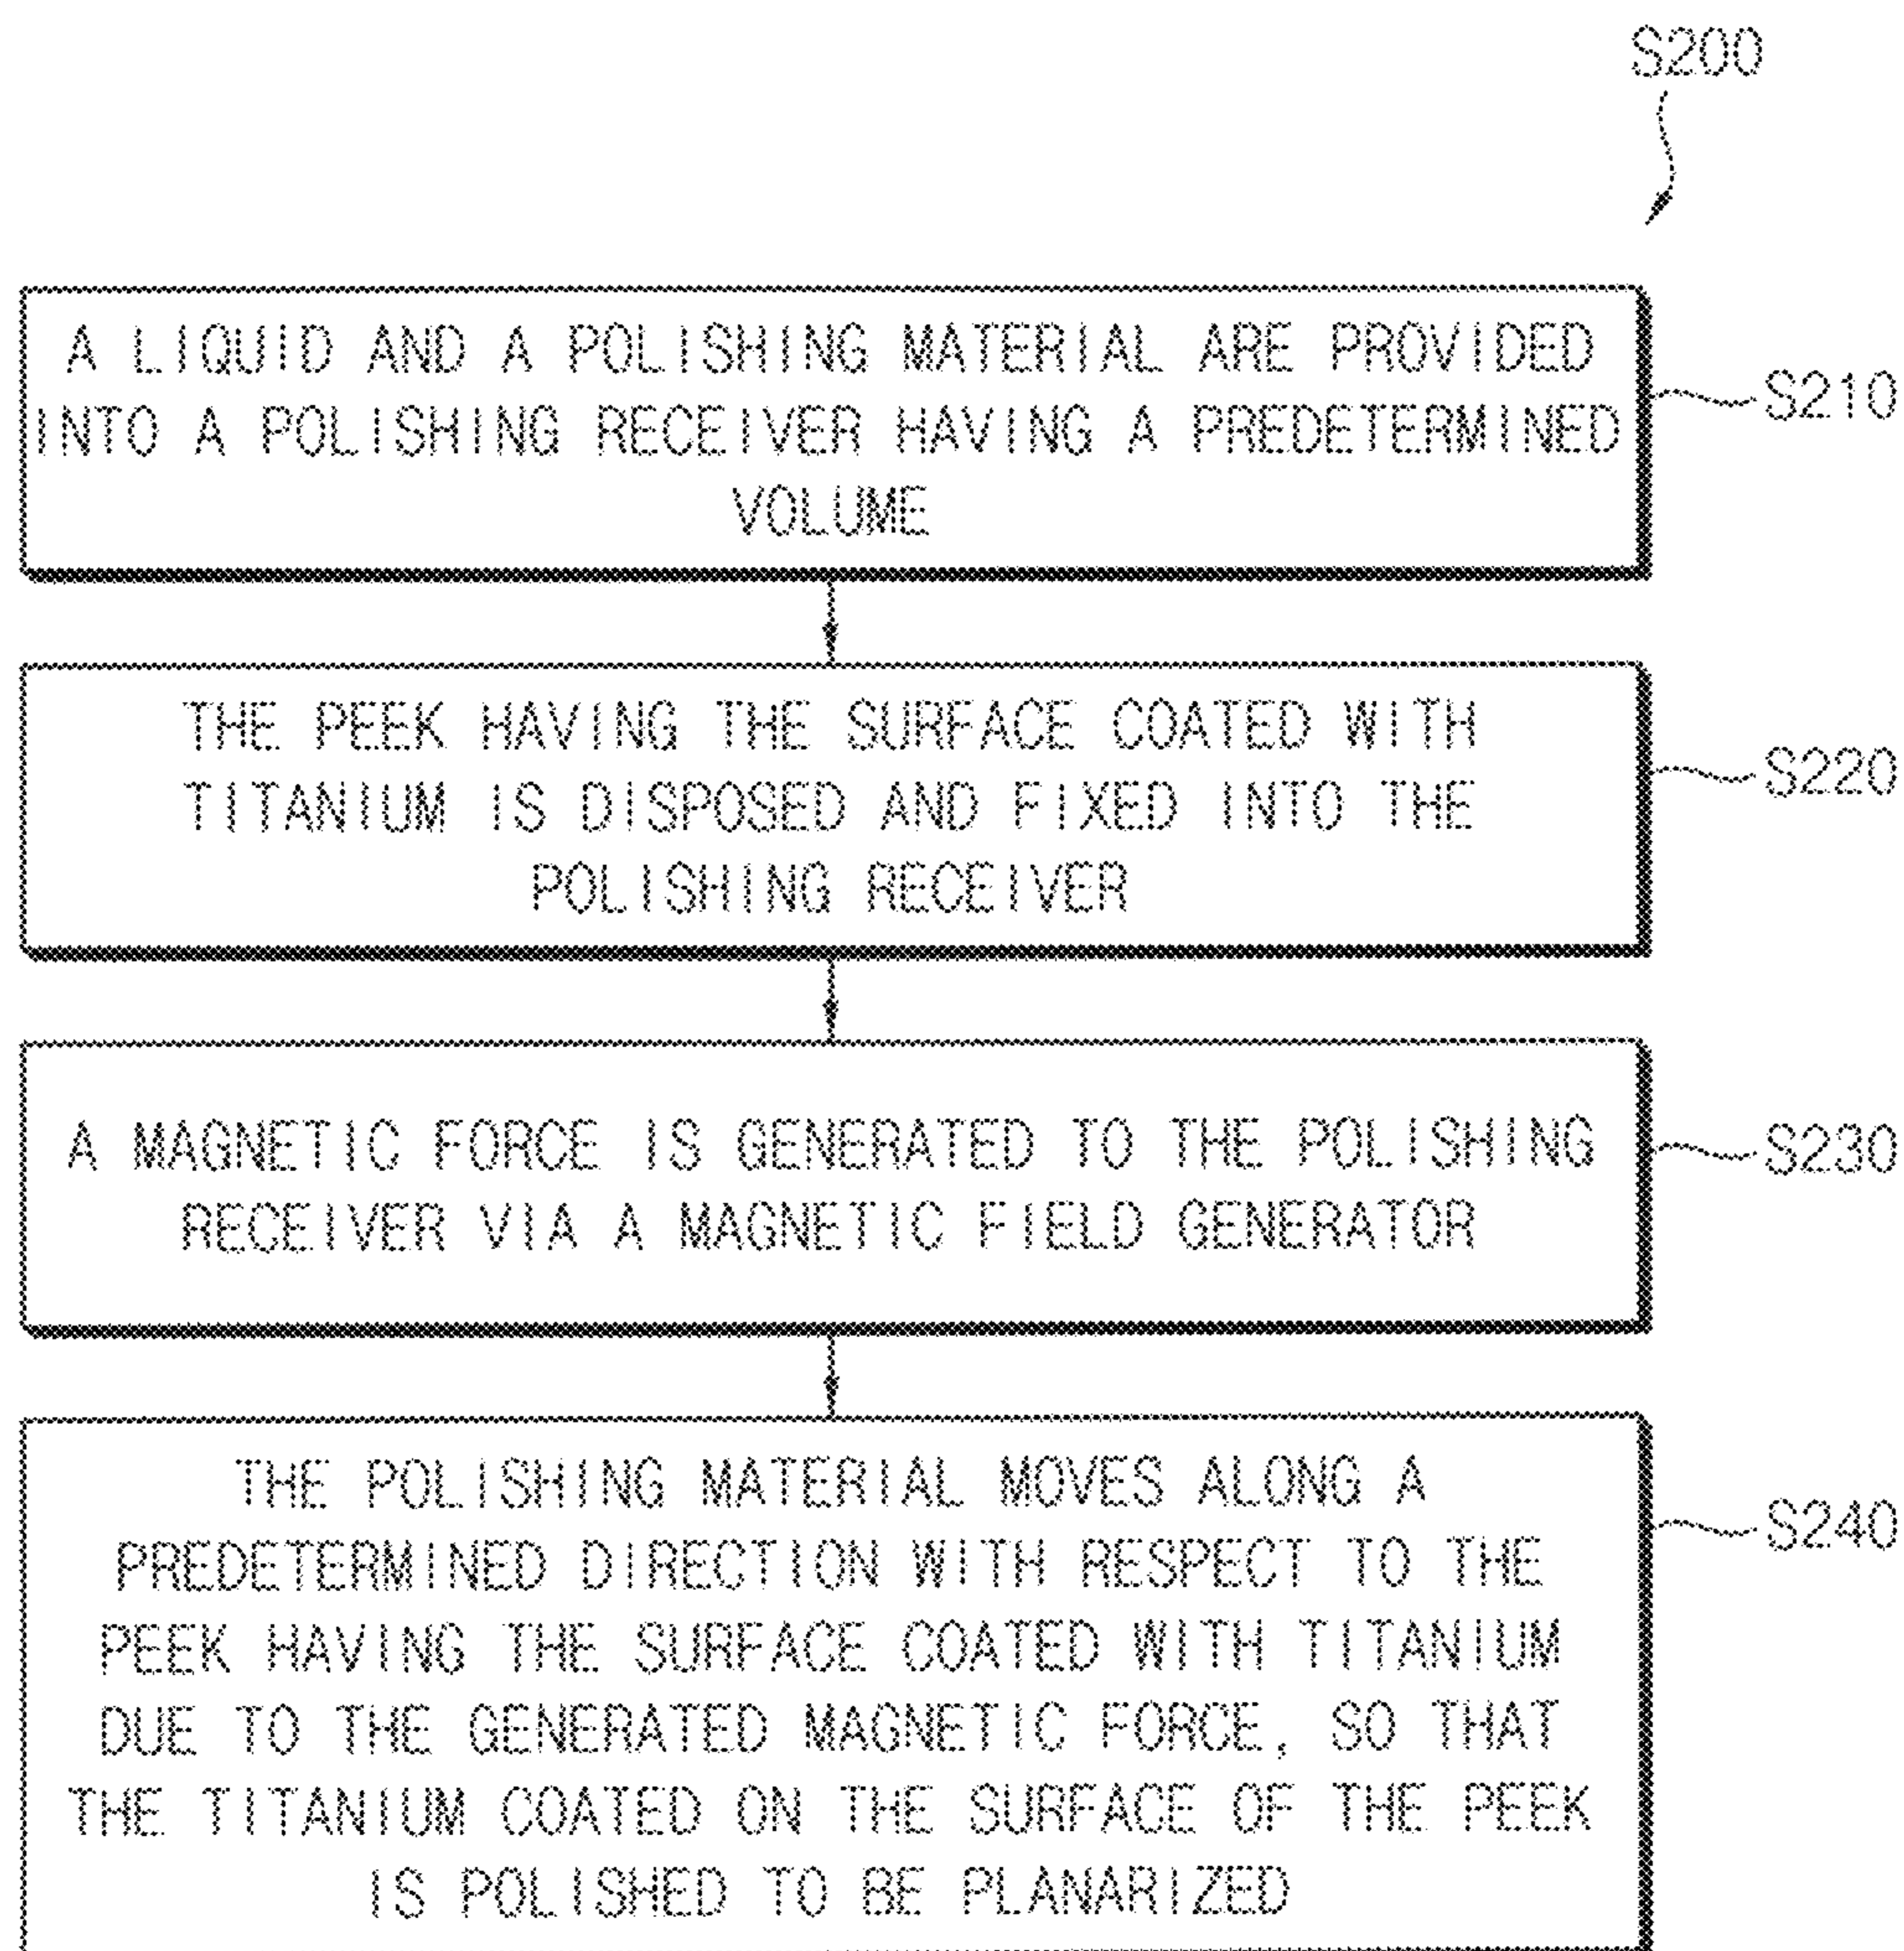 S200
A LIQUID AND A POLISHING MATERIAL ARE PROVIDED
INTO A POLISHING RECEIVER HAVING A PREDETERMINED
VOLUME
S210
THE PEEK HAVING THE SURFACE COATED WITH
TITANIUM IS DISPOSED AND FIXED INTO THE
POLISHING RECEIVER
S220
A MAGNETIC FORCE IS GENERATED TO THE POLISHING
RECEIVER VIA A MAGNETIC FIELD GENERATOR
S230
THE POLISHING MATERIAL MOVES ALONG A
PREDETERMINED DIRECTION WITH RESPECT TO THE
PEEK HAVING THE SURFACE COATED WITH TITANIUM
DUE TO THE GENERATED MAGNETIC FORCE, SO THAT
THE TITANIUM COATED ON THE SURFACE OF THE PEEK
IS POLISHED TO BE PLANARIZED
S240